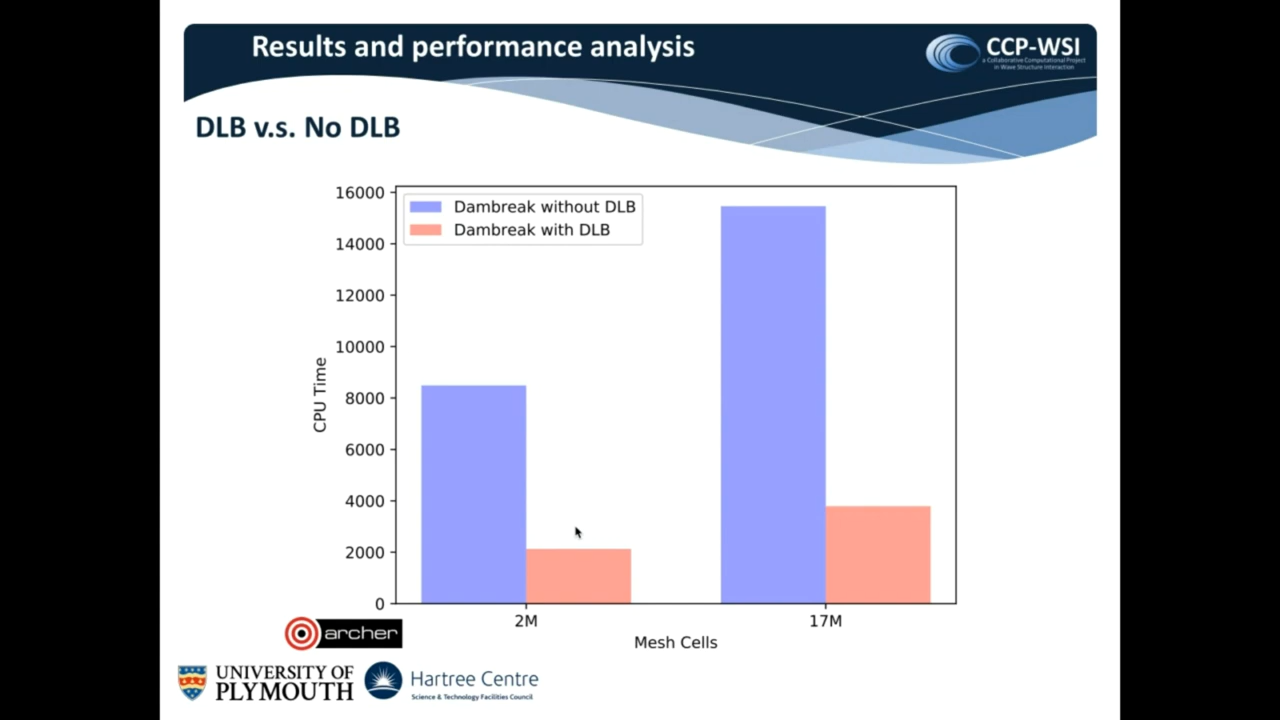 Results and performance analysis
CCP-WSI
a Collaborative Computational Project
in Wave Structure Interaction
DLB v.s. No DLB
Dambreak without DLB
Dambreak with DLB
16000
14000
12000
10000
8000
6000
4000
2000
0
CPU Time
2M
17M
Mesh Cells
archer
UNIVERSITY OF
PLYMOUTH
Hartree Centre
Science & Technology Facilities Council